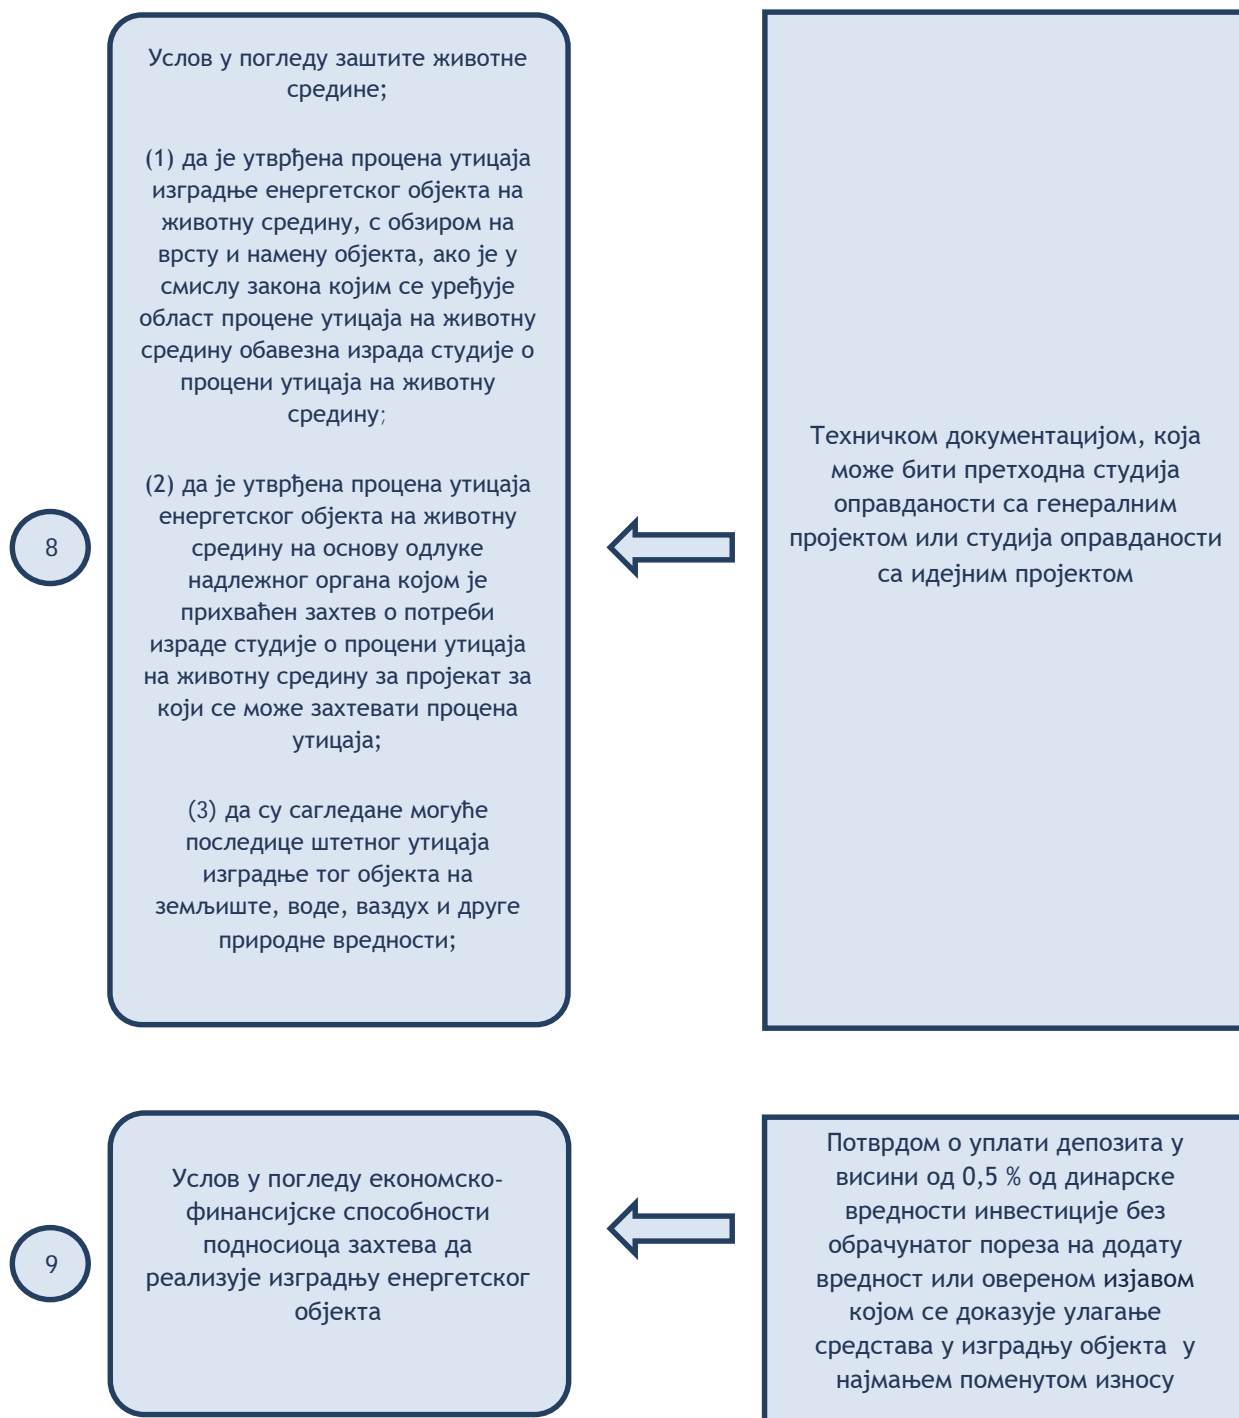 Услов у погледу заштите животне
средине;
(1) да је утврђена процена утицаја
изградње енергетског објекта на
животну средину, с обзиром на
врсту и намену објекта, ако је у
смислу закона којим се уређује
област процене утицаја на животну
средину обавезна израда студије о
процени утицаја на животну
средину;
(2) да је утврђена процена утицаја
енергетског објекта на животну
средину на основу одлуке
надлежног органа којом је
прихваћен захтев о потреби
израде студије о процени утицаја
на животну средину за пројекат за
који се може захтевати процена
утицаја;
(3) да су сагледане могуће
последице штетног утицаја
изградње тог објекта на
земљиште, воде, ваздух и друге
природне вредности;
8
Техничком документацијом, која
може бити претходна студија
оправданости са генералним
пројектом или студија оправданости
са идејним пројектом
9
Услов у погледу економско-
финансијске способности
подносиоца захтева да
реализује изградњу енергетског
објекта
Потврдом о уплати депозита у
висини од 0,5 % од динарске
вредности инвестиције без
обрачунатог пореза на додату
вредност или овереном изјавом
којом се доказује улагање
средстава у изградњу објекта у
најмањем поменутом износу